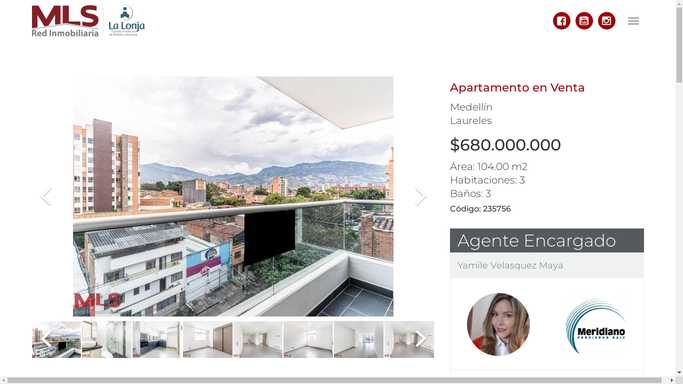 MLS
Red Inmobiliaria
La Lonja
Apartamento en Venta
Medellín
Laureles
$680.000.000
Área: 104.00 m2
Habitaciones: 3
Baños: 3
Código: 235756
Agente Encargado
Yamile Velasquez Maya
MLS
Meridiano